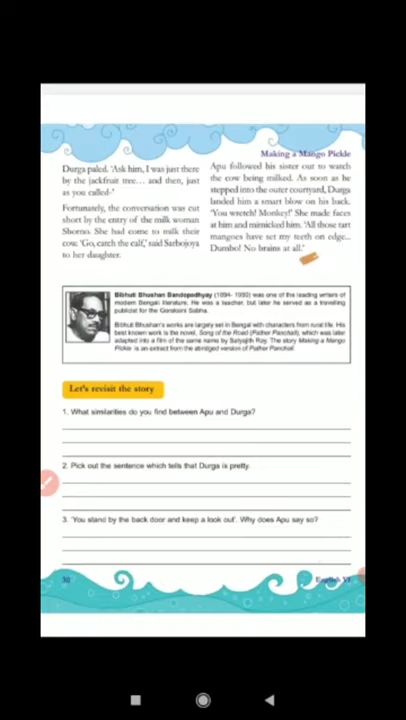 Making a Mango Pickle
Durga paled. 'Ask him, I was just there
by the jackfruit tree... and then, just
as you called-'
Fortunately, the conversation was cut
short by the entry of the milk woman
Shorno. She had come to milk their
cow. 'Go, catch the calf,' said Sarbojoya
to her daughter.
Apu followed his sister out to watch
the cow being milked. As soon as he
stepped into the outer courtyard, Durga
landed him a smart blow on his back.
'You wretch! Monkey!' She made faces
at him and mimicked him. 'All those tart
mangoes have set my teeth on edge...
Dumbo! No brains at all.'
Bibhuti Bhushan Bandopadhyay (1894- 1950) was one of the leading writers of
modern Bengali literature. He was a teacher, but later he served as a travelling
publicist for the Goraksini Sabha.
Bibhuti Bhushan's works are largely set in Bengal with characters from rural life. His
best known work is the novel, Song of the Road (Pather Panchali), which was later
adapted into a film of the same name by Satyajith Ray. The story Making a Mango
Pickle is an extract from the abridged version of Pather Panchali.
Let's revisit the story
1. What similarities do you find between Apu and Durga?
2. Pick out the sentence which tells that Durga is pretty.
3. 'You stand by the back door and keep a look out'. Why does Apu say so?
30
English VI